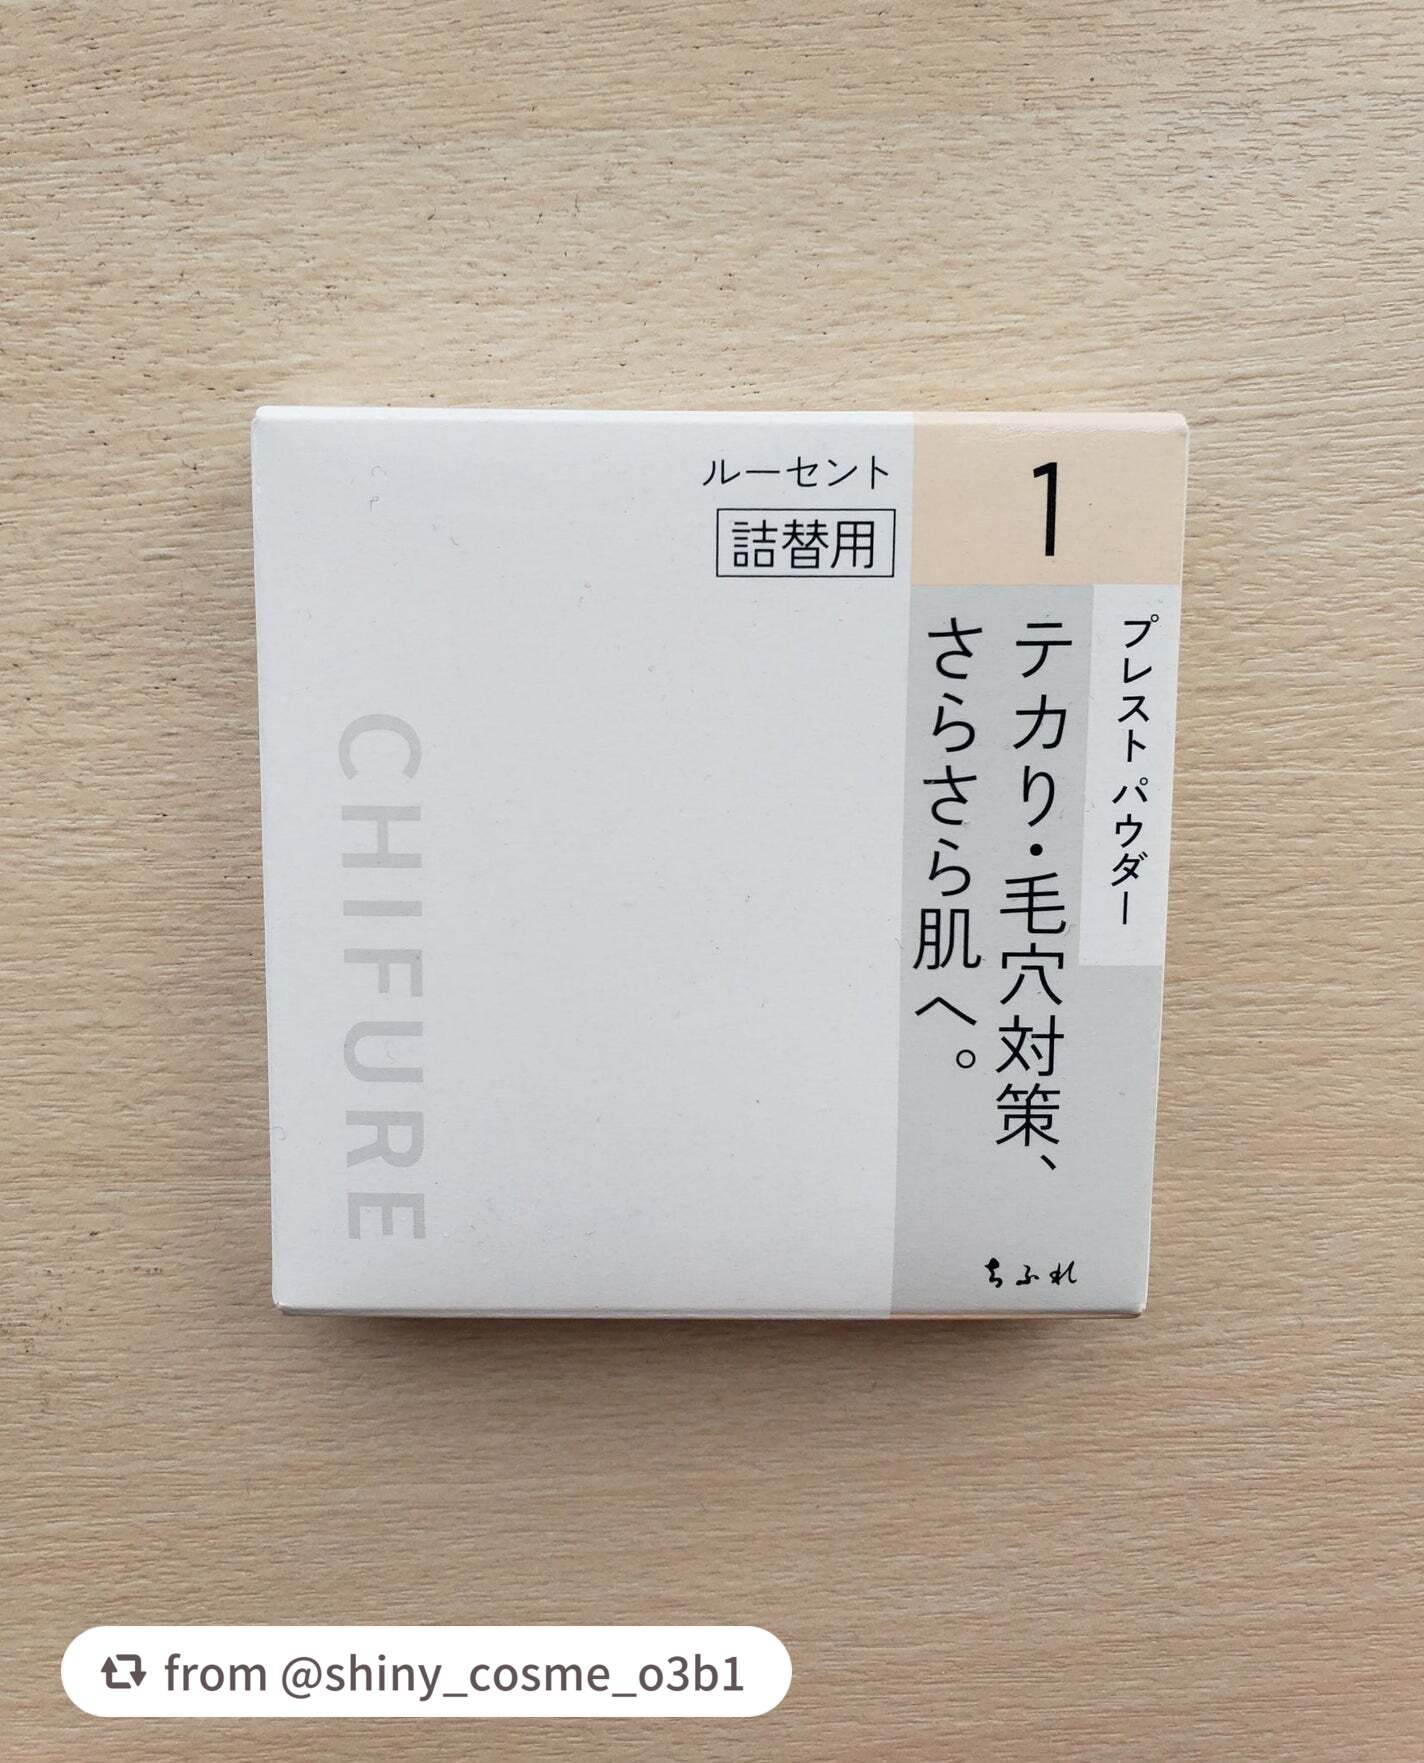 ルーセント
詰替用
1
プレスト パウダー
テカリ・毛穴対策、
さらさら肌へ。
CHIFURE
ちふれ
from @shiny_cosme_o3b1